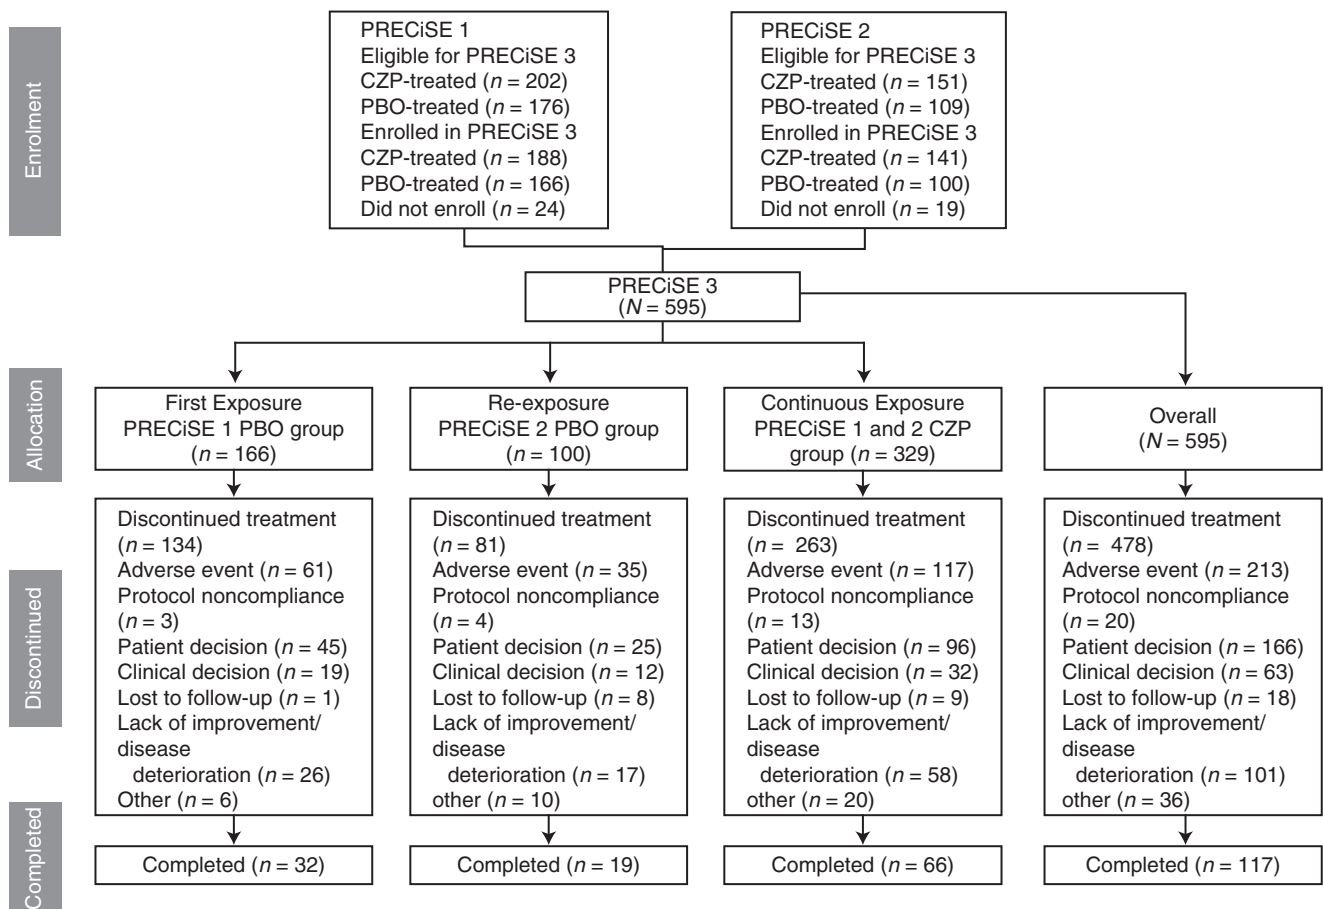 Enrolment
PRECiSE 1
Eligible for PRECiSE 3
CZP-treated (n = 202)
PBO-treated (n = 176)
Enrolled in PRECiSE 3
CZP-treated (n = 188)
PBO-treated (n = 166)
Did not enroll (n = 24)
PRECiSE 2
Eligible for PRECiSE 3
CZP-treated (n = 151)
PBO-treated (n = 109)
Enrolled in PRECiSE 3
CZP-treated (n = 141)
PBO-treated (n = 100)
Did not enroll (n = 19)
PRECiSE 3
(N = 595)
Allocation
First Exposure
PRECiSE 1 PBO group
(n = 166)
Re-exposure
PRECiSE 2 PBO group
(n = 100)
Continuous Exposure
PRECiSE 1 and 2 CZP
group (n = 329)
Overall
(N = 595)
Discontinued
Discontinued treatment
(n = 134)
Adverse event (n = 61)
Protocol noncompliance
(n = 3)
Patient decision (n = 45)
Clinical decision (n = 19)
Lost to follow-up (n = 1)
Lack of improvement/
disease
deterioration (n = 26)
Other (n = 6)
Discontinued treatment
(n = 81)
Adverse event (n = 35)
Protocol noncompliance
(n = 4)
Patient decision (n = 25)
Clinical decision (n = 12)
Lost to follow-up (n = 8)
Lack of improvement/
disease
deterioration (n = 17)
other (n = 10)
Discontinued treatment
(n = 263)
Adverse event (n = 117)
Protocol noncompliance
(n = 13)
Patient decision (n = 96)
Clinical decision (n = 32)
Lost to follow-up (n = 9)
Lack of improvement/
disease
deterioration (n = 58)
other (n = 20)
Discontinued treatment
(n = 478)
Adverse event (n = 213)
Protocol noncompliance
(n = 20)
Patient decision (n = 166)
Clinical decision (n = 63)
Lost to follow-up (n = 18)
Lack of improvement/
disease
deterioration (n = 101)
other (n = 36)
Completed
Completed (n = 32)
Completed (n = 19)
Completed (n = 66)
Completed (n = 117)